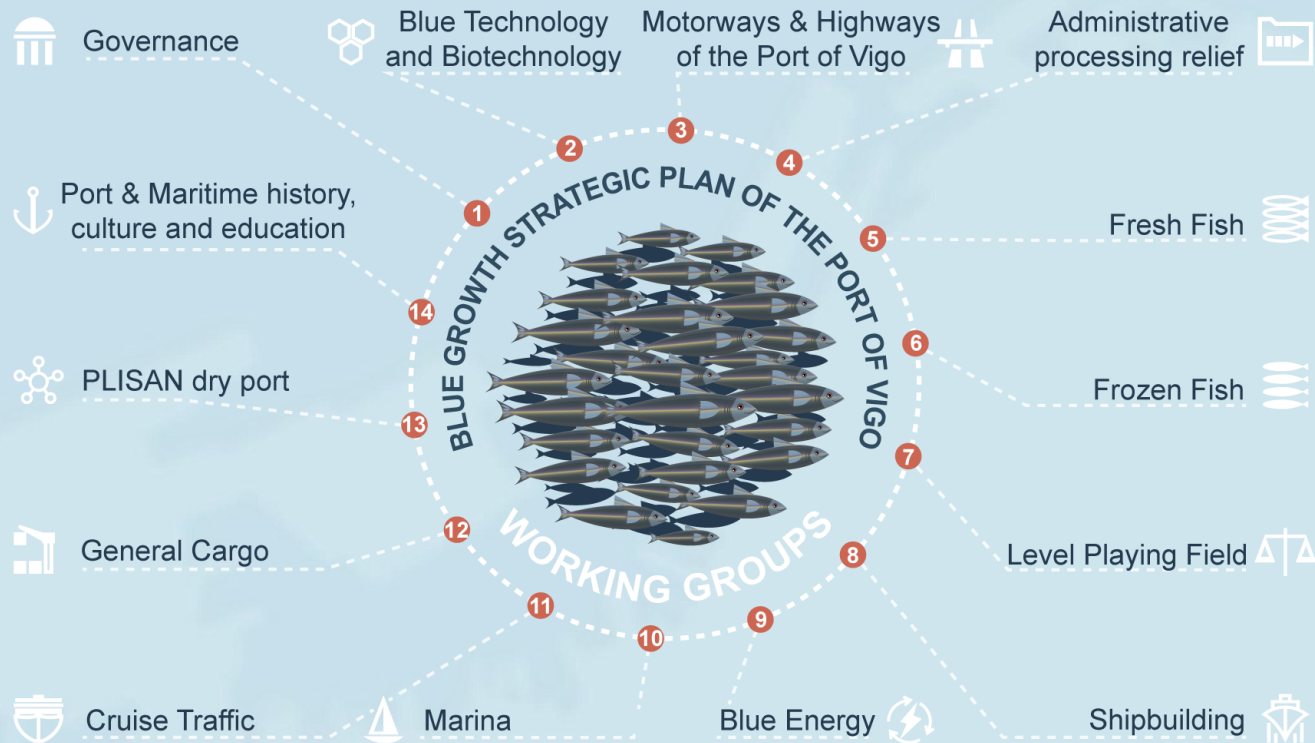 Governance
Blue Technology
and Biotechnology
Motorways & Highways
of the Port of Vigo
Administrative
processing relief
Port & Maritime history,
culture and education
Fresh Fish
PLISAN dry port
Frozen Fish
General Cargo
Level Playing Field
Cruise Traffic
Marina
Blue Energy
Shipbuilding
BLUE GROWTH STRATEGIC PLAN OF THE PORT OF VIGO
WORKING GROUPS
1
2
3
4
5
6
7
8
9
10
11
12
13
14